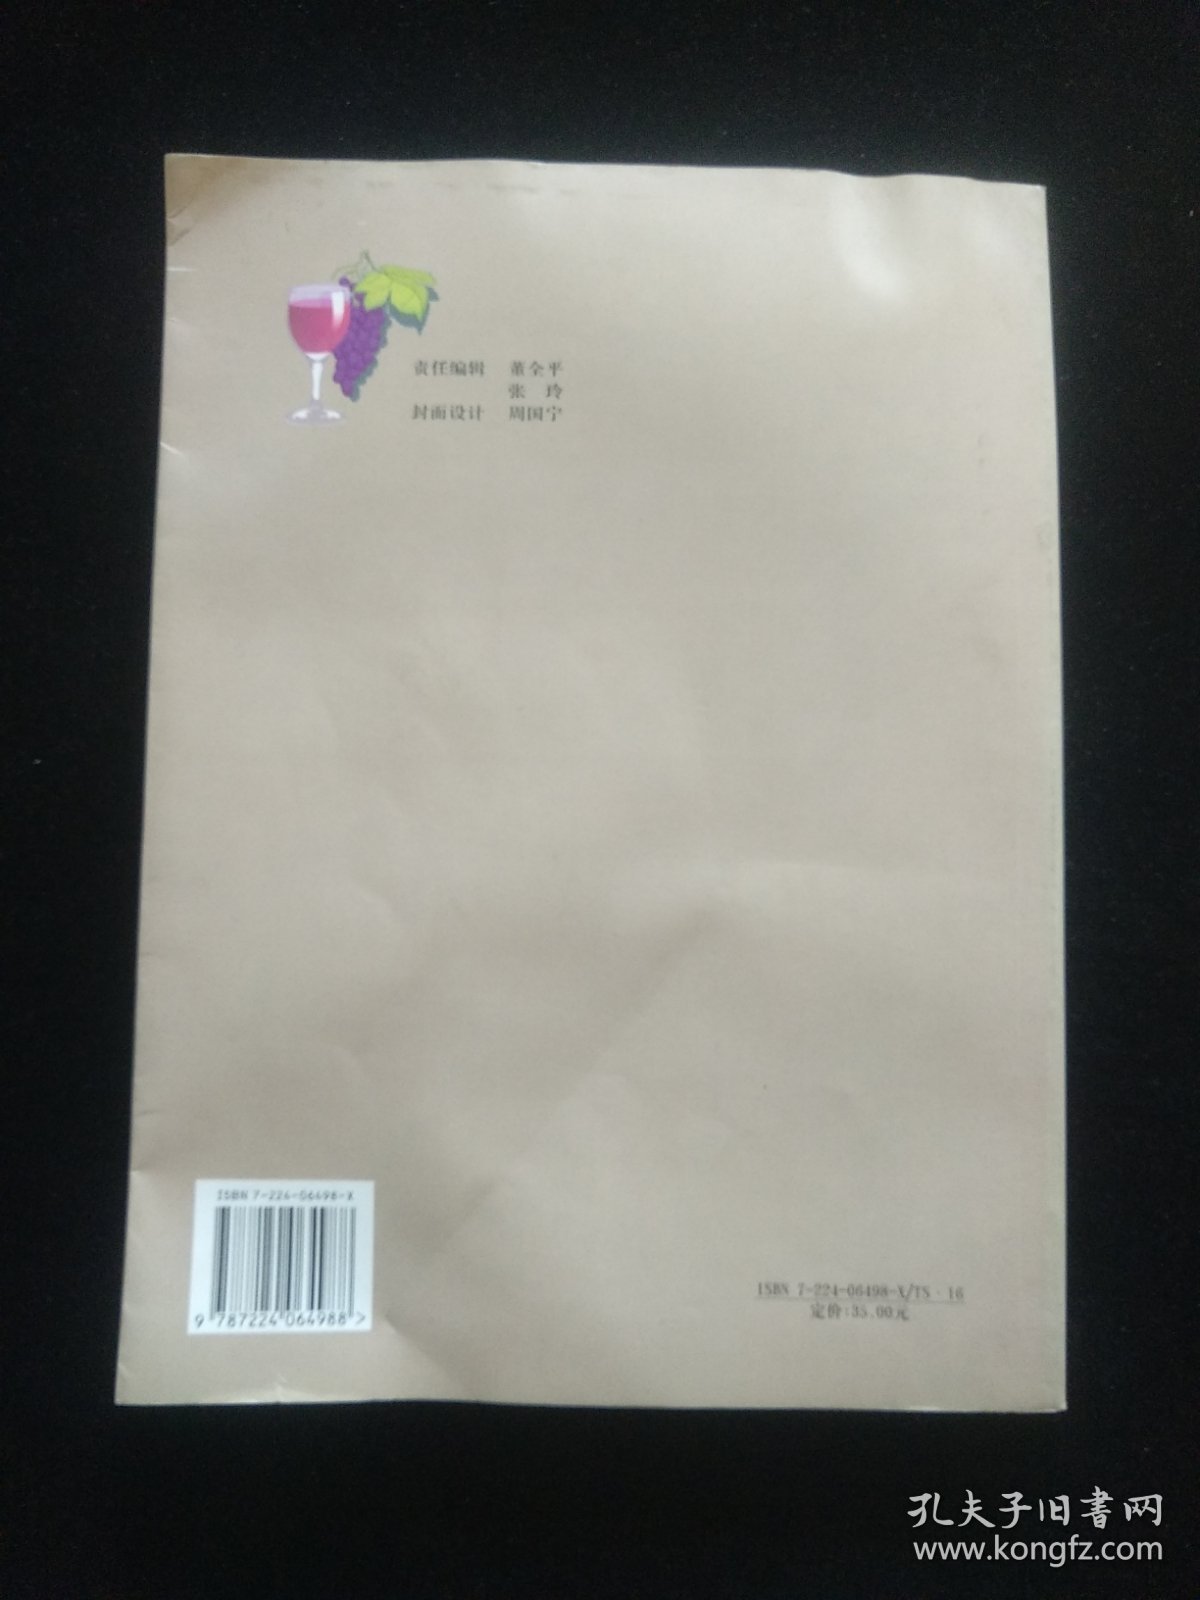 责任编辑 董全平
张 玲
封面设计 周国宁
ISBN 7-224-06498-X
9 787224 064988 >
ISBN 7-224-06498-X/TS·16
定价:35.00元
孔夫子旧書网
www.kongfz.com